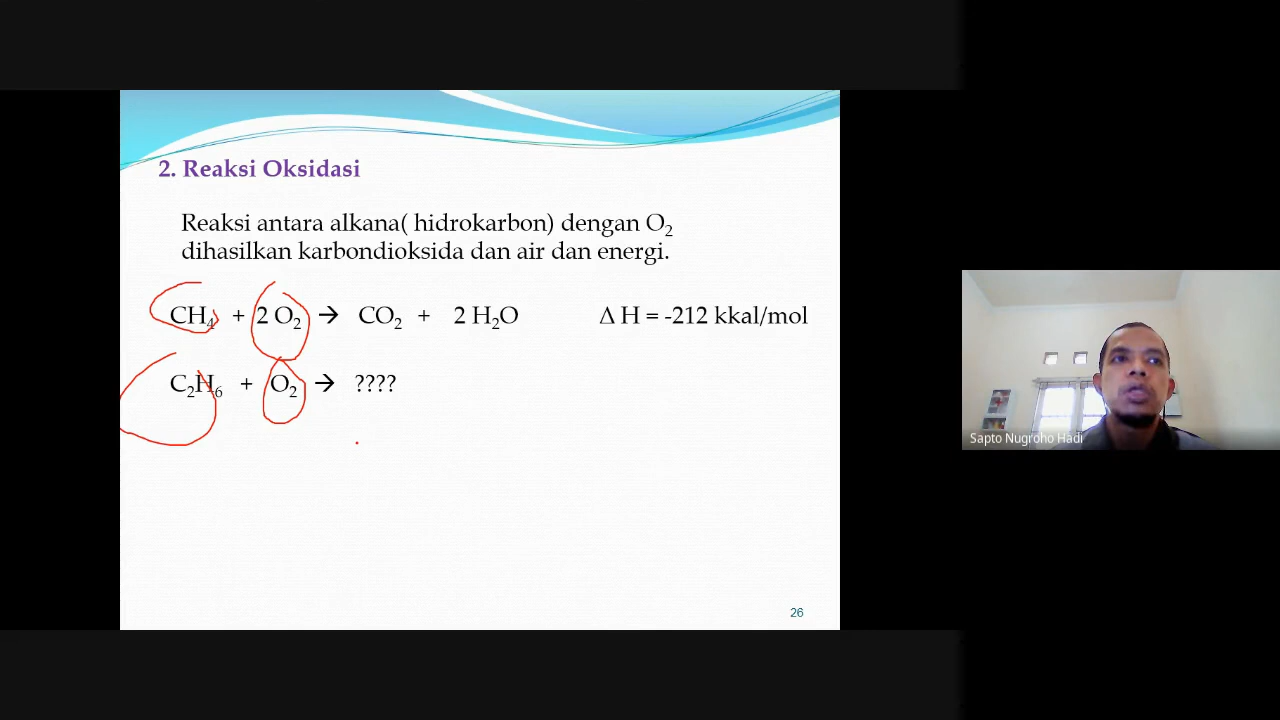 2. Reaksi Oksidasi
Reaksi antara alkana( hidrokarbon) dengan O₂
dihasilkan karbondioksida dan air dan energi.
CH₄ + 2 O₂ → CO₂ + 2 H₂O Δ H = -212 kkal/mol
C₂H₆ + O₂ → ????
26
Sapto Nugroho Hadi